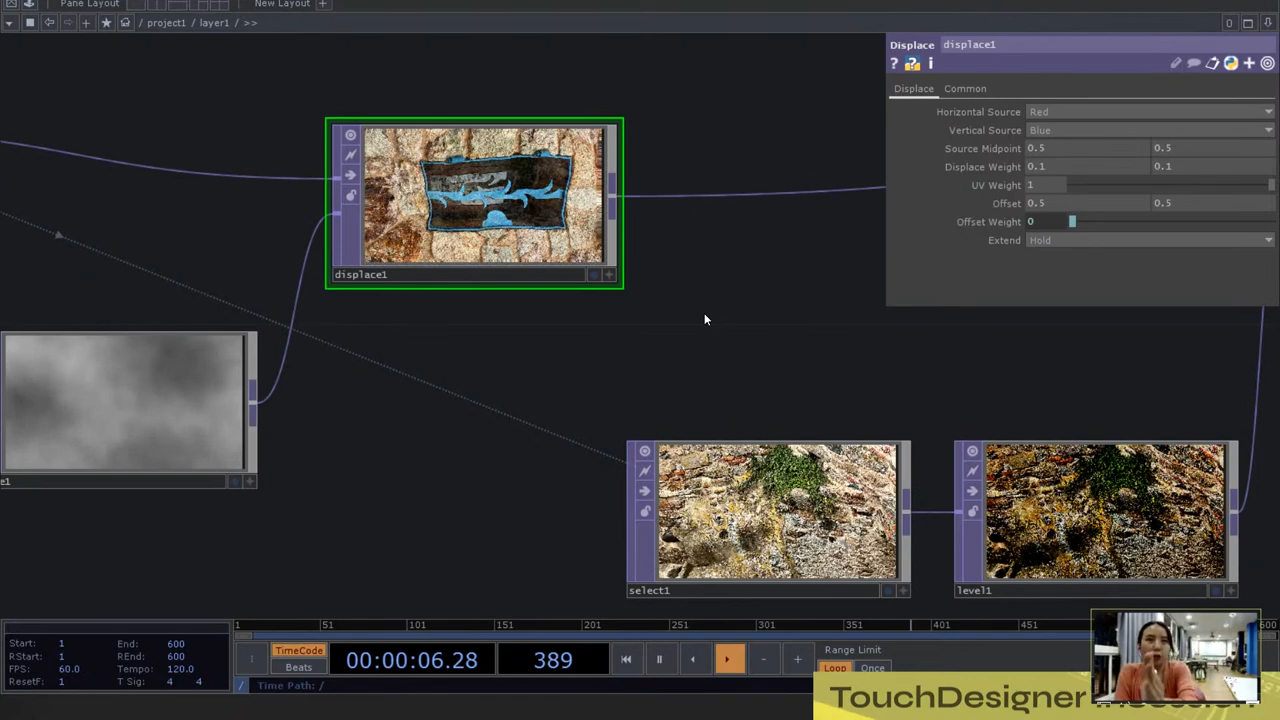 Pane Layout New Layout +
/ project1 / layer1 / >> 0
Displace displace1
? ? i
Displace Common
Horizontal Source Red
Vertical Source Blue
Source Midpoint 0.5 0.5
Displace Weight 0.1 0.1
UV Weight 1
Offset 0.5 0.5
Offset Weight 0
Extend Hold
displace1
e1
select1
level1
1 51 101 151 201 251 301 351 401 451 500
Start: 1 End: 600
RStart: 1 REnd: 600
FPS: 60.0 Tempo: 120.0
ResetF: 1 T Sig: 4 4
TimeCode
Beats
00:00:06.28 389
Range Limit
Loop Once
/ Time Path: /
TouchDesigner